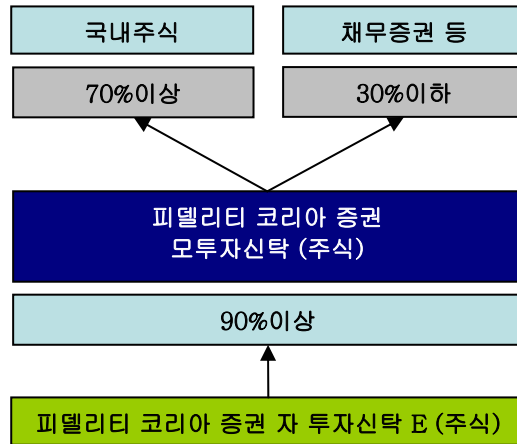 국내주식
채무증권 등
70%이상
30%이하
피델리티 코리아 증권
모투자신탁 (주식)
90%이상
피델리티 코리아 증권 자 투자신탁 E (주식)